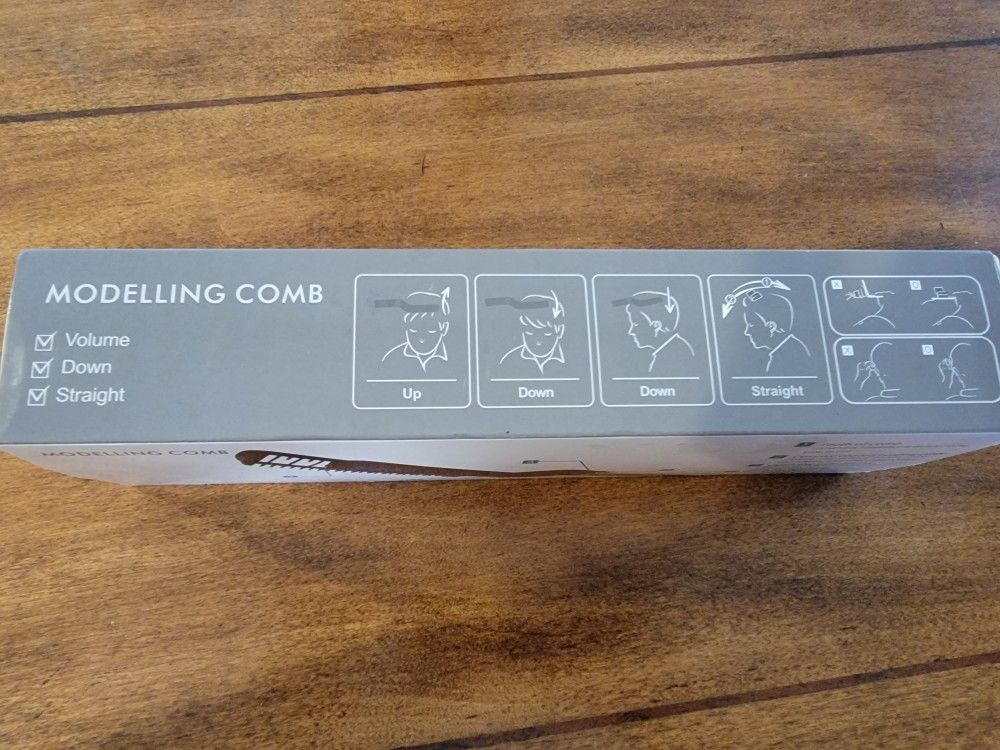 MODELLING COMB
Volume
Down
Straight
Up
Down
Down
Straight
MODELLING COMB